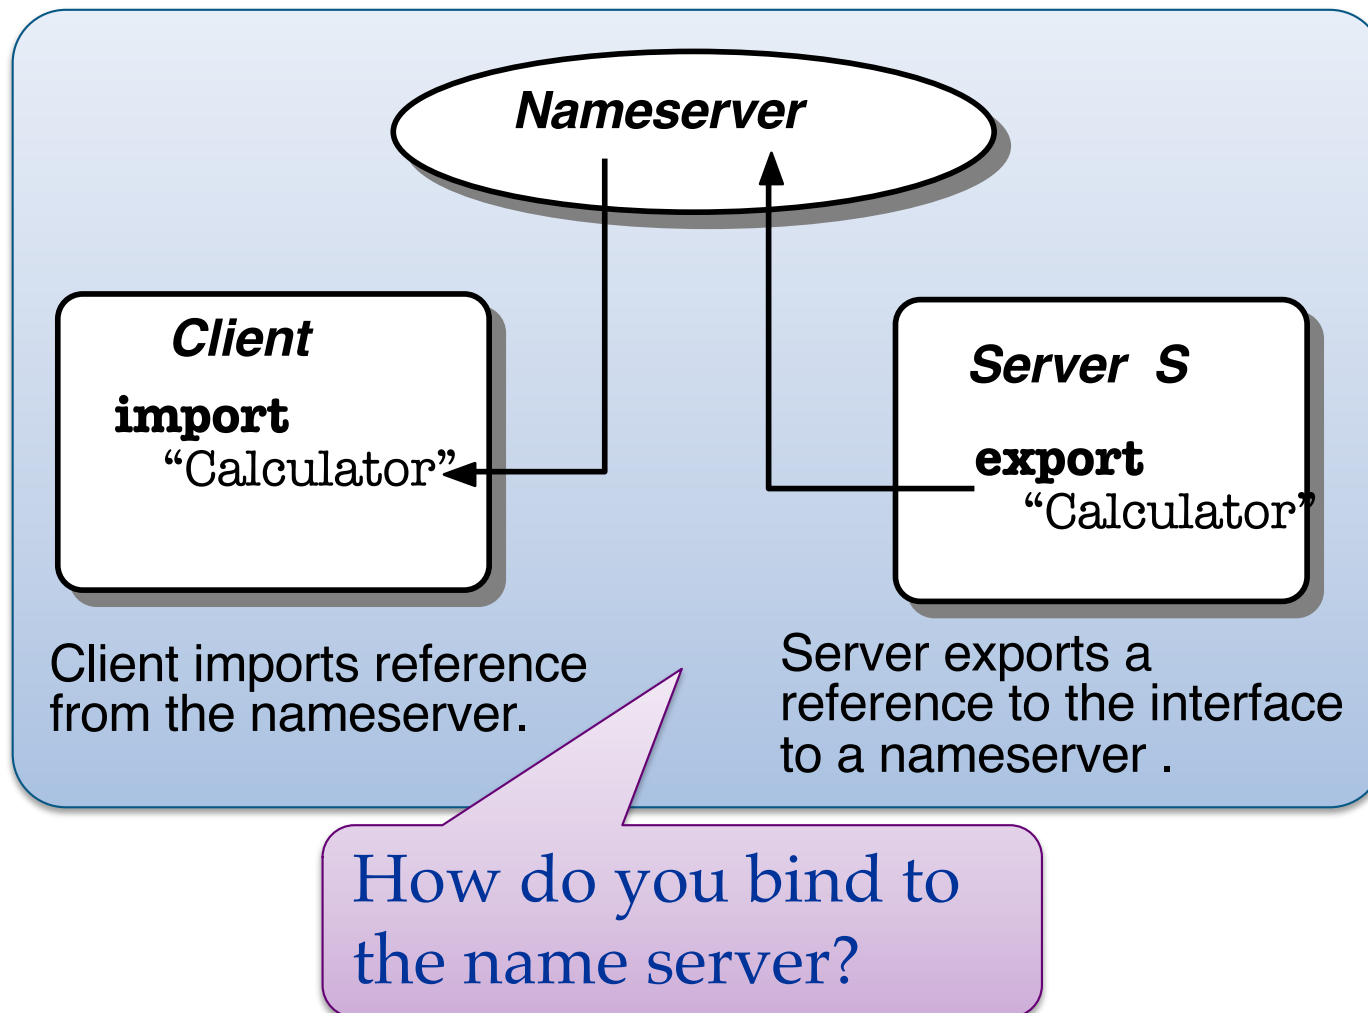 Nameserver
Client
import
“Calculator”
Server S
export
“Calculator”
Client imports reference
from the nameserver.
Server exports a
reference to the interface
to a nameserver .
How do you bind to
the name server?